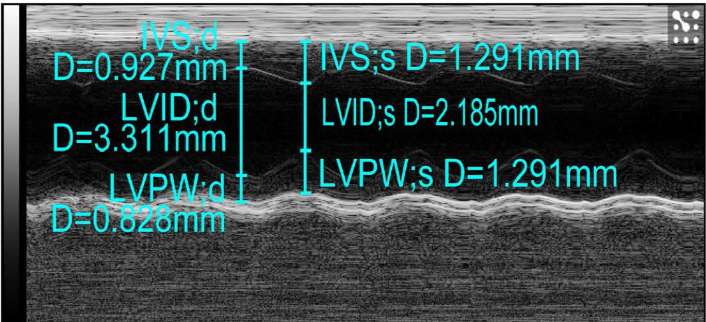 IVS;d
D=0.927mm
LVID;d
D=3.311mm
LVPW;d
D=0.828mm
IVS;s D=1.291mm
LVID;s D=2.185mm
LVPW;s D=1.291mm